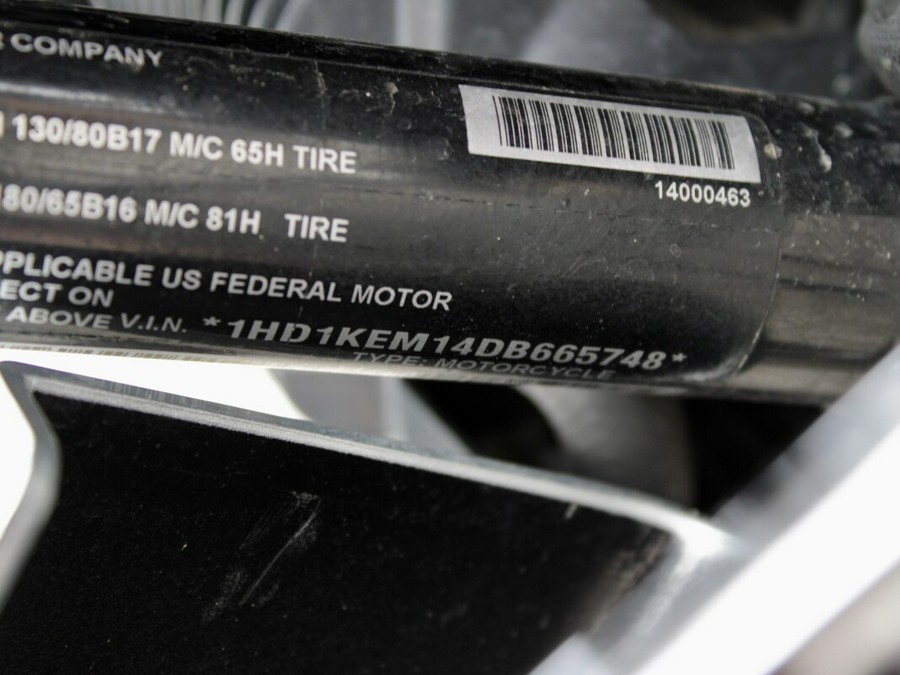 COMPANY
130/80B17 M/C 65H TIRE
180/65B16 M/C 81H TIRE
APPLICABLE US FEDERAL MOTOR
ECT ON
ABOVE V.I.N. *1HD1KEM14DB665748*
TYPE: MOTORCYCLE
14000463